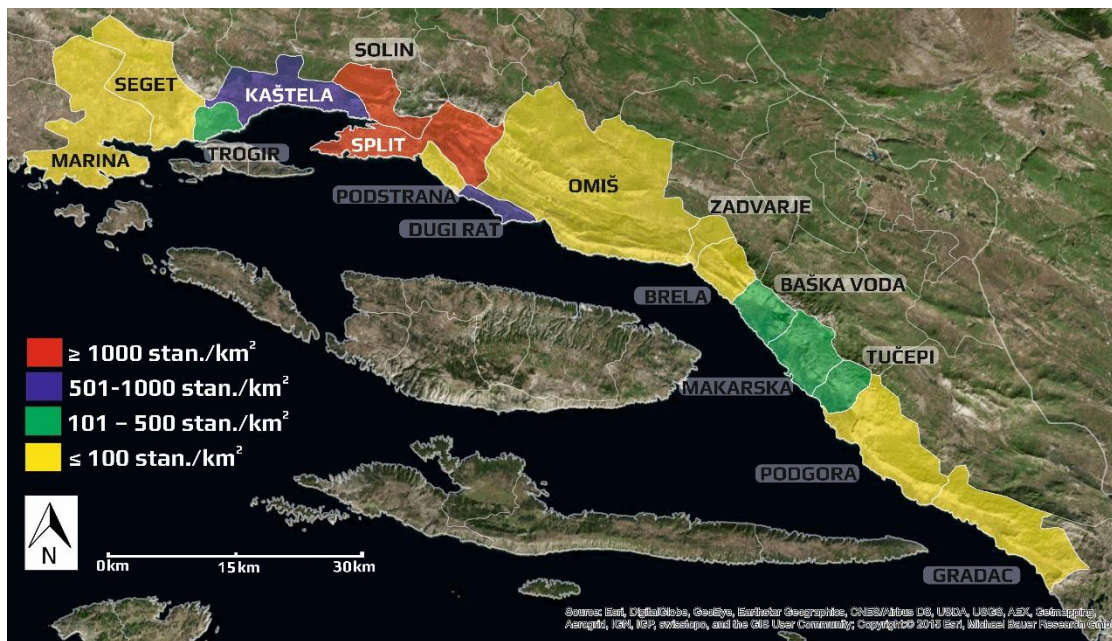 SOLIN
SEGET
KAŠTELA
SPLIT
TROGIR
MARINA
OMIŠ
PODSTRANA
ZADVARJE
DUGI RAT
BAŠKA VODA
BRELA
TUČEPI
MAKARSKA
PODGORA
GRADAC
≥ 1000 stan./km²
501-1000 stan./km²
101 – 500 stan./km²
≤ 100 stan./km²
N
0km 15km 30km
Source: Esri, DigitalGlobe, GeoEye, Earthstar Geographics, CNES/Airbus DS, USDA, USGS, AEX, Getmapping,
Aerogrid, IGN, IGP, swisstopo, and the GIS User Community; Copyright:© 2015 Esri, Michael Bauer Research Gmb